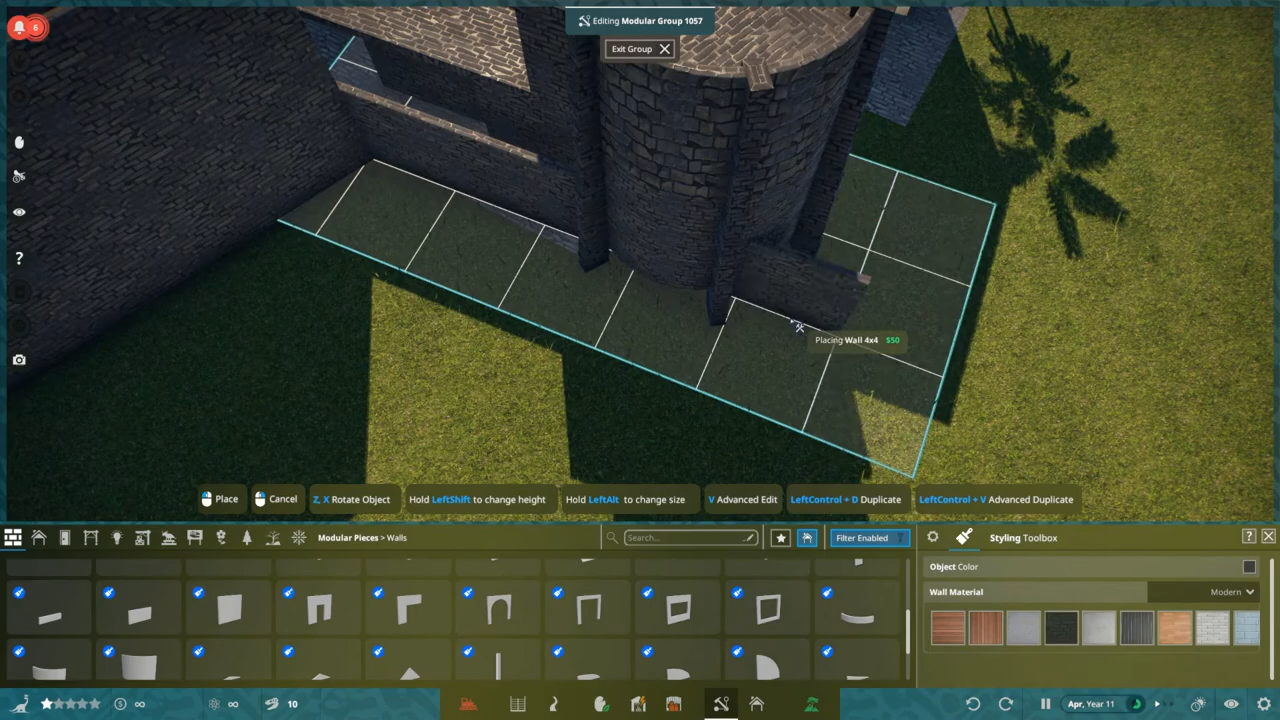 Editing Modular Group 1057
6
Exit Group
?
Placing Wall 4x4 $50
Place
Cancel
Z, X Rotate Object
Hold LeftShift to change height
Hold LeftAlt to change size
V Advanced Edit
LeftControl + D Duplicate
LeftControl + V Advanced Duplicate
Modular Pieces > Walls
Search...
Filter Enabled
Styling Toolbox
?
Object Color
Wall Material
Modern
∞
∞
10
Apr, Year 11